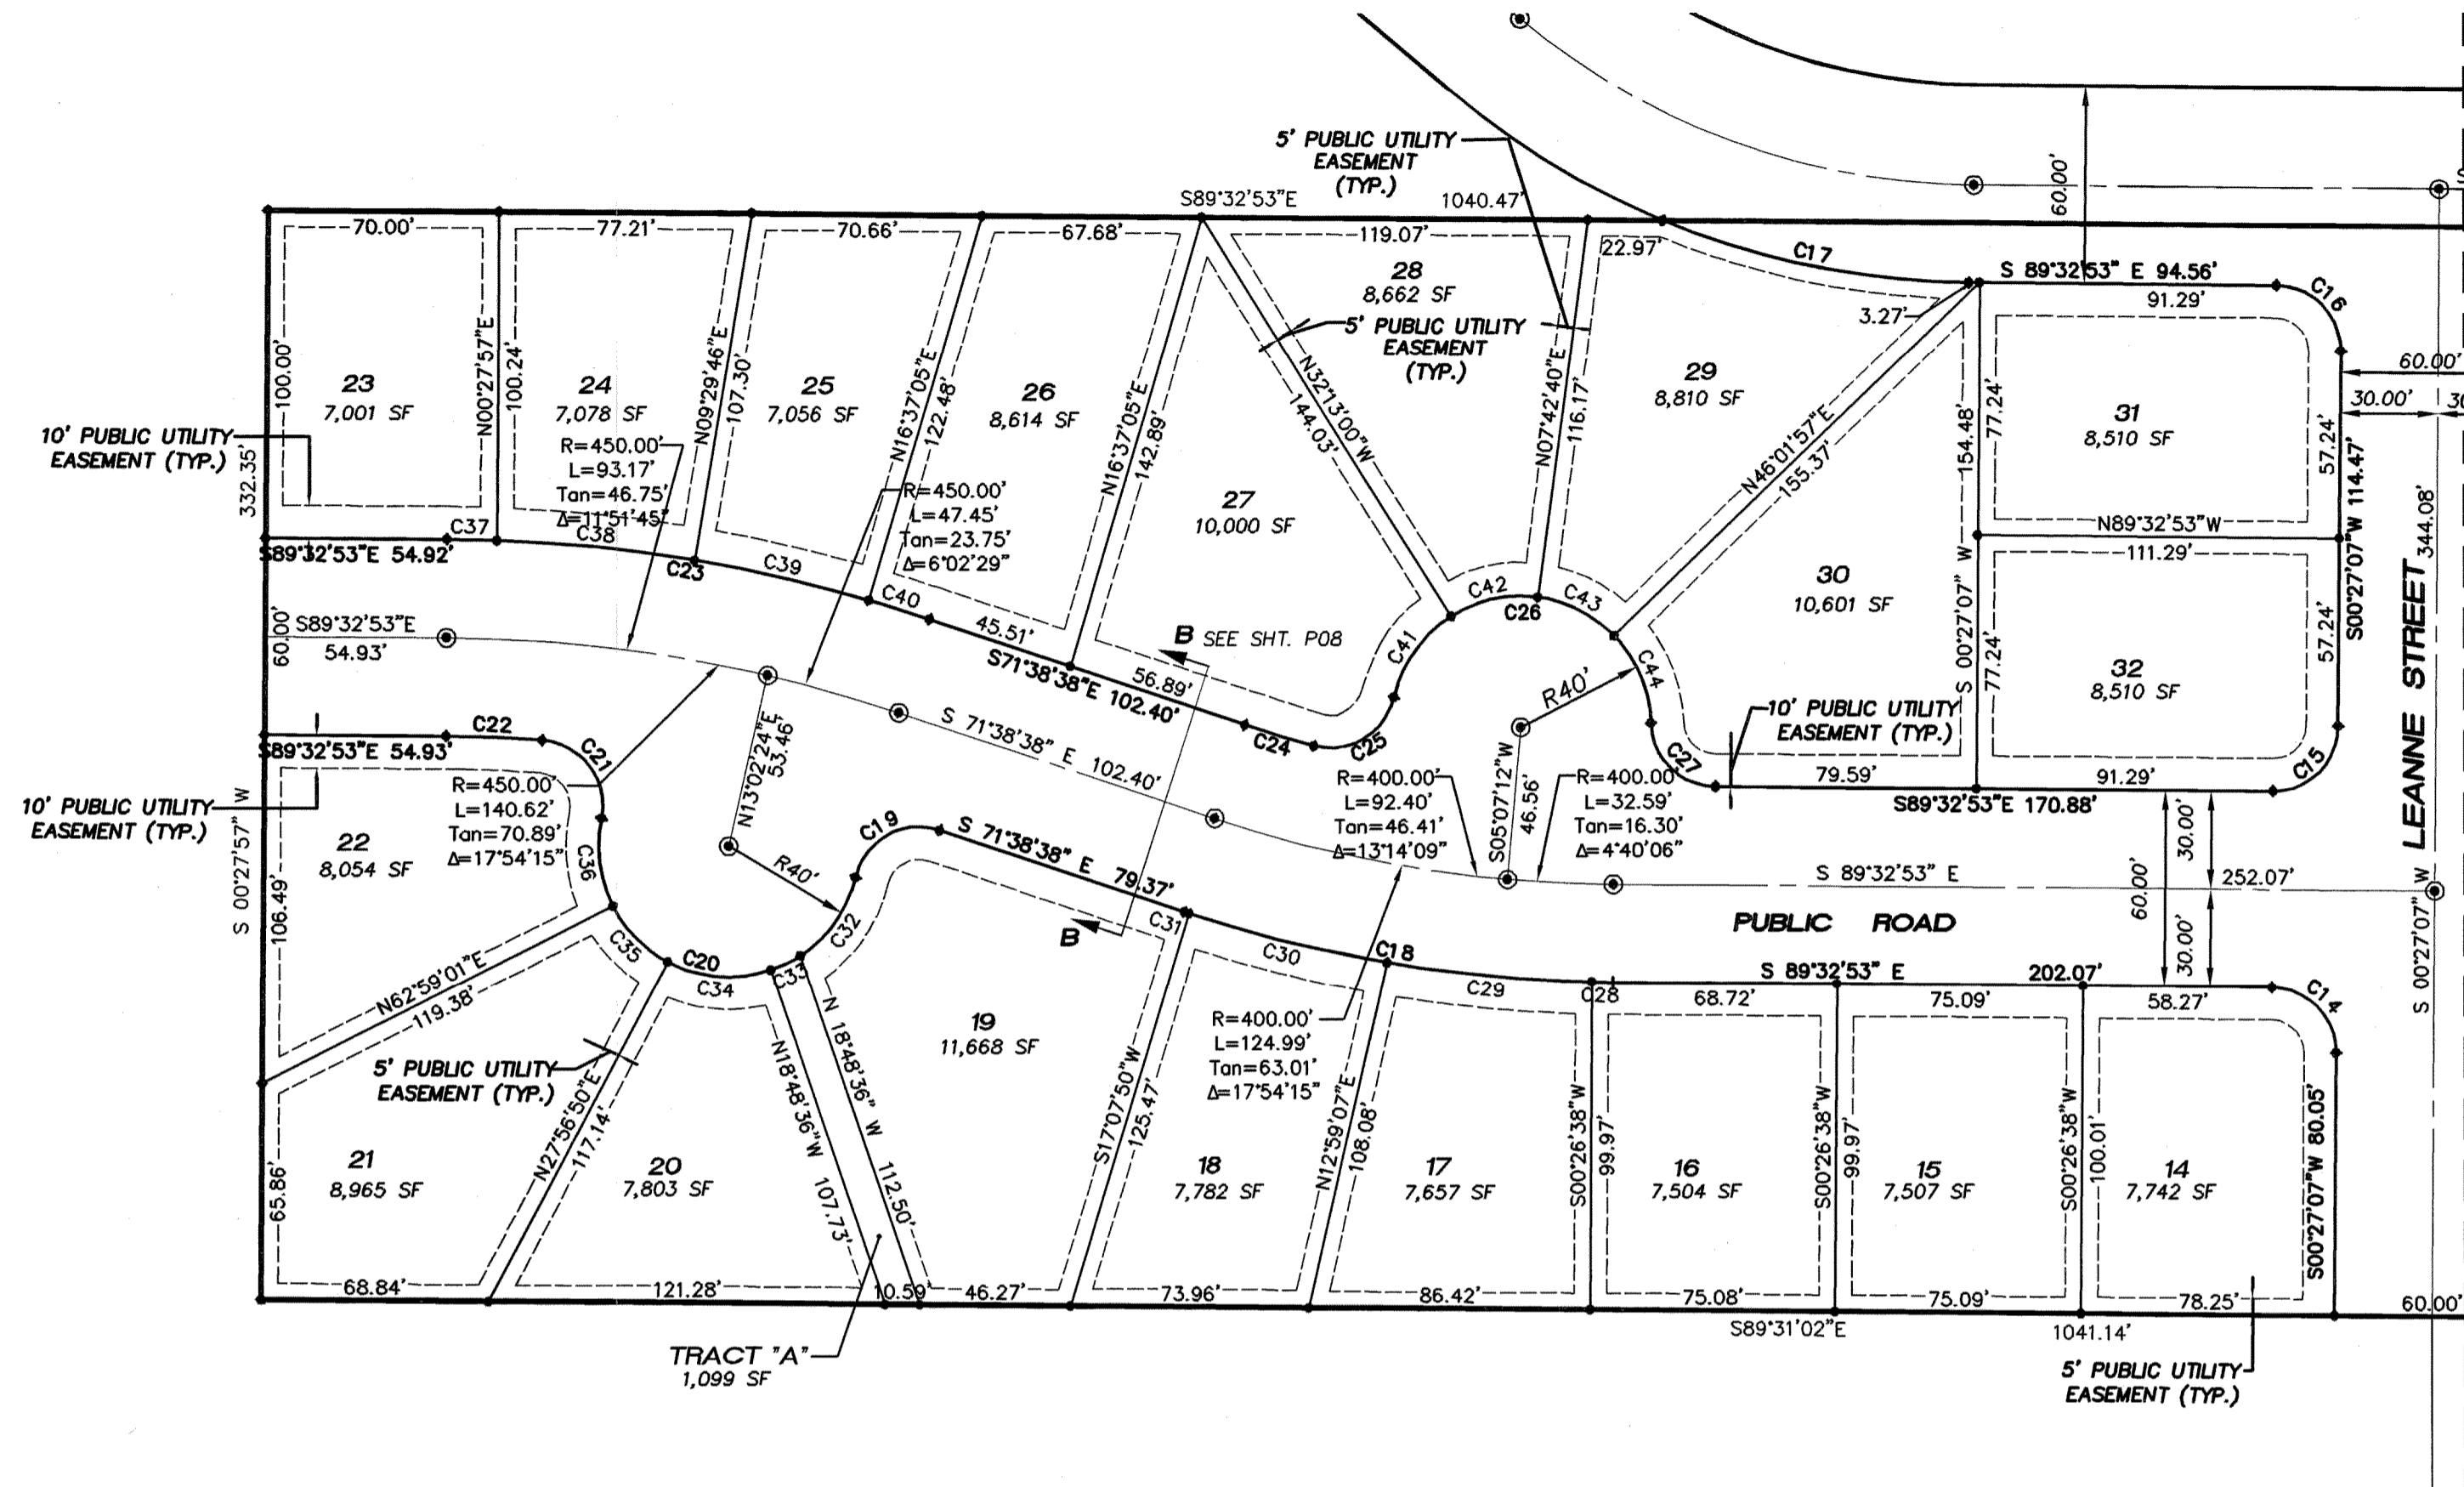 5' PUBLIC UTILITY
EASEMENT
(TYP.)
S89°32'53"E
1040.47'
60.00'
70.00'
77.21'
70.66'
67.68'
119.07'
22.97'
C17
S 89°32'53" E 94.56'
91.29'
C16
28
8,662 SF
5' PUBLIC UTILITY
EASEMENT
(TYP.)
3.27'
60.00'
30.00'
100.00'
23
7,001 SF
N00°27'57"E
100.24'
24
7,078 SF
N09°29'46"E
107.30'
25
7,056 SF
N16°37'05"E
122.48'
26
8,614 SF
N16°37'05"E
142.89'
N32°13'00"W
144.03'
N07°42'40"E
116.17'
29
8,810 SF
N46°01'57"E
155.37'
154.48'
77.24'
31
8,510 SF
57.24'
S00°27'07"W 114.47'
344.08'
10' PUBLIC UTILITY
EASEMENT (TYP.)
332.35'
R=450.00'
L=93.17'
Tan=46.75'
Δ=11°51'45"
R=450.00'
L=47.45'
Tan=23.75'
Δ=6°02'29"
27
10,000 SF
N89°32'53"W
111.29'
C37
C38
S89°32'53"E 54.92'
C23
C39
C40
45.51'
S71°38'38"E 102.40'
56.89'
B SEE SHT. P08
C41
C42
C26
C43
C44
30
10,601 SF
S 00°27'07" W
77.24'
32
8,510 SF
57.24'
LEANNE STREET
60.00'
S89°32'53"E
54.93'
R40'
10' PUBLIC UTILITY
EASEMENT (TYP.)
C22
S89°32'53"E 54.93'
C21
N13°02'24"E
53.46'
S 71°38'38" E 102.40'
C24
C25
C27
79.59'
91.29'
C15
S89°32'53"E 170.88'
10' PUBLIC UTILITY
EASEMENT (TYP.)
R=450.00'
L=140.62'
Tan=70.89'
Δ=17°54'15"
R=400.00'
L=92.40'
Tan=46.41'
Δ=13°14'09"
S05°07'12"W
46.56'
R=400.00'
L=32.59'
Tan=16.30'
Δ=4°40'06"
30.00'
60.00'
30.00'
S 89°32'53" E
252.07'
S 00°27'57" W
106.49'
22
8,054 SF
C36
R40'
C19
S 71°38'38" E 79.37'
C31
B
C32
PUBLIC ROAD
S 00°27'07" W
N62°59'01"E
119.38'
C35
C20
C34
C33
C30
C18
C29
C28
S 89°32'53" E
202.07'
68.72'
75.09'
58.27'
C14
5' PUBLIC UTILITY
EASEMENT (TYP.)
19
11,668 SF
R=400.00'
L=124.99'
Tan=63.01'
Δ=17°54'15"
65.86'
21
8,965 SF
N27°56'50"E
117.14'
20
7,803 SF
N18°48'36"W
107.73'
N 18°48'36" W
112.50'
S17°07'50"W
125.47'
18
7,782 SF
N12°59'07"E
108.08'
17
7,657 SF
S00°26'38"W
99.97'
16
7,504 SF
S00°26'38"W
99.97'
15
7,507 SF
S00°26'38"W
100.01'
14
7,742 SF
S00°27'07"W 80.05'
68.84'
121.28'
10.59'
46.27'
73.96'
86.42'
75.08'
75.09'
78.25'
60.00'
S89°31'02"E
1041.14'
TRACT "A"
1,099 SF
5' PUBLIC UTILITY
EASEMENT (TYP.)